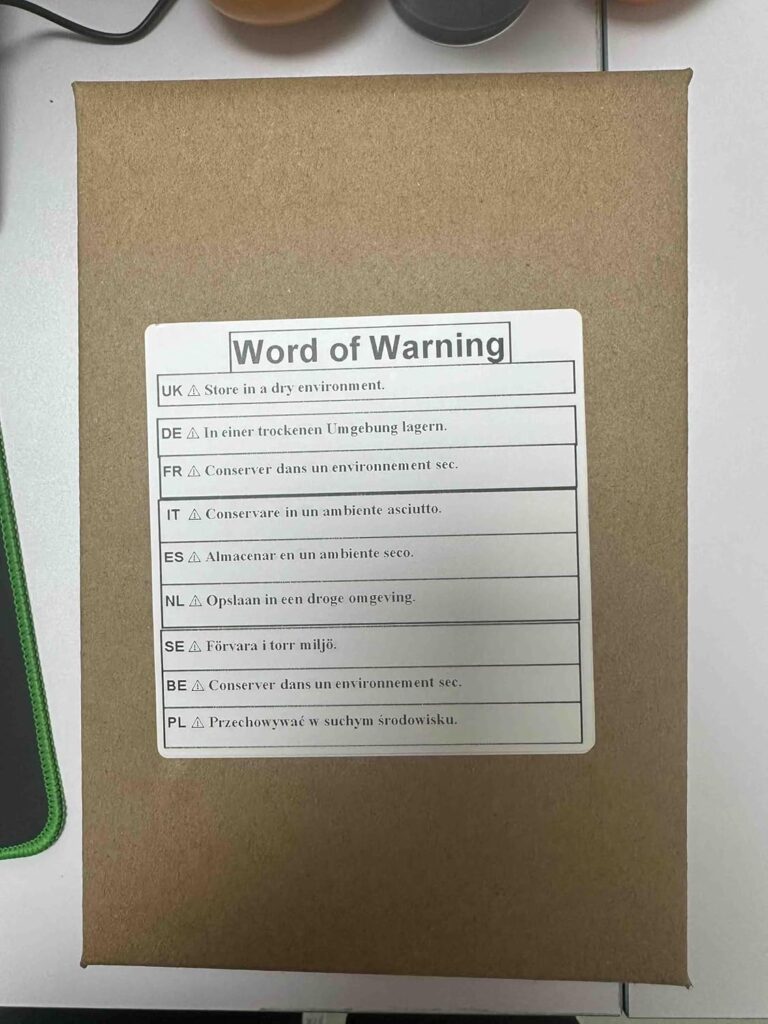 Word of Warning
UK ⚠ Store in a dry environment.
DE ⚠ In einer trockenen Umgebung lagern.
FR ⚠ Conserver dans un environnement sec.
IT ⚠ Conservare in un ambiente asciutto.
ES ⚠ Almacenar en un ambiente seco.
NL ⚠ Opslaan in een droge omgeving.
SE ⚠ Förvara i torr miljö.
BE ⚠ Conserver dans un environnement sec.
PL ⚠ Przechowywać w suchym środowisku.